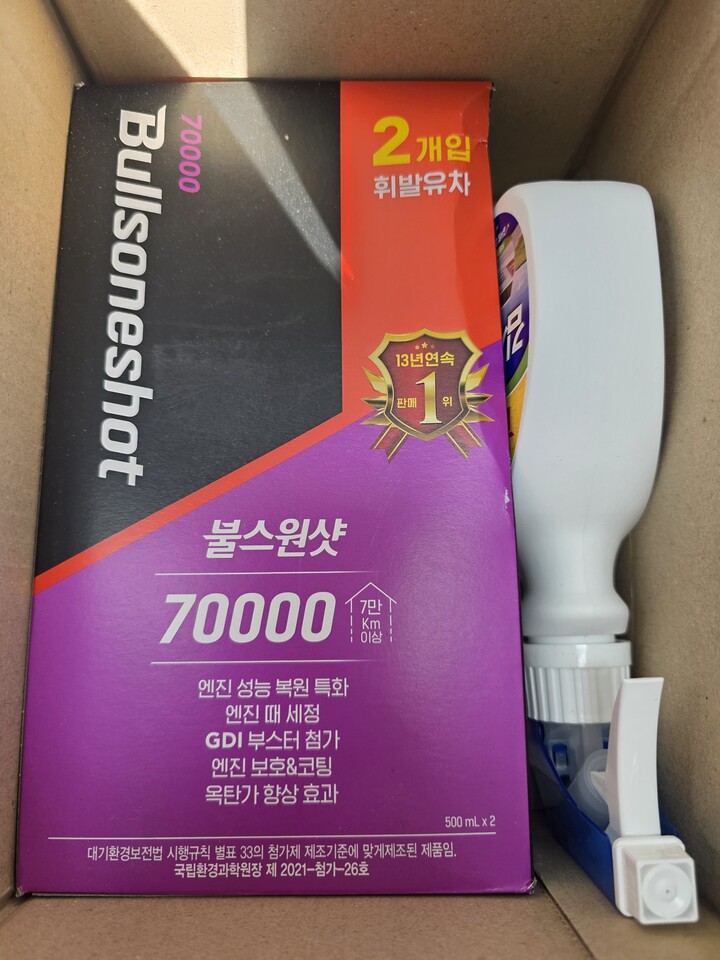 70000
Bullsoneshot
2개입
휘발유차
13년연속
판매 1 위
불스원샷
70000
7만
Km
이상
엔진 성능 복원 특화
엔진 때 세정
GDI 부스터 첨가
엔진 보호&코팅
옥탄가 향상 효과
500 mL x 2
대기환경보전법 시행규칙 별표 33의 첨가제 제조기준에 맞게제조된 제품임.
국립환경과학원장 제 2021-첨가-26호